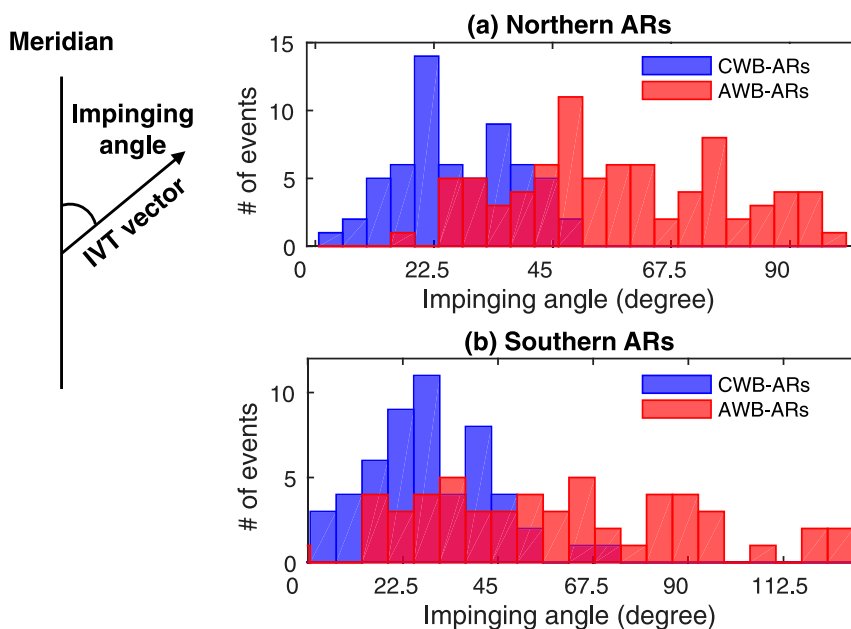 Meridian
Impinging
angle
IVT vector
(a) Northern ARs
15
10
5
0
# of events
CWB-ARs
AWB-ARs
0 22.5 45 67.5 90
Impinging angle (degree)
(b) Southern ARs
10
5
0
# of events
CWB-ARs
AWB-ARs
0 22.5 45 67.5 90 112.5
Impinging angle (degree)